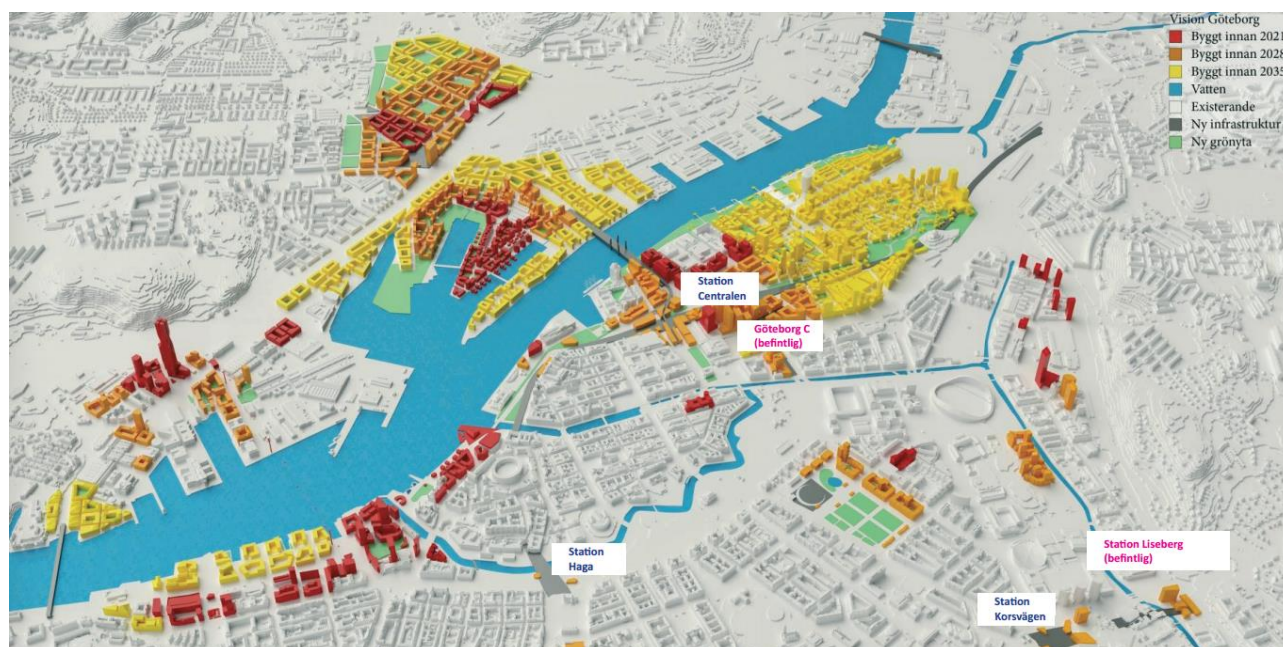 Vision Göteborg
Byggt innan 2021
Byggt innan 2028
Byggt innan 2035
Vatten
Existerande
Ny infrastruktur
Ny grönyta
Station
Centralen
Göteborg C
(befintlig)
Station
Haga
Station Liseberg
(befintlig)
Station
Korsvägen